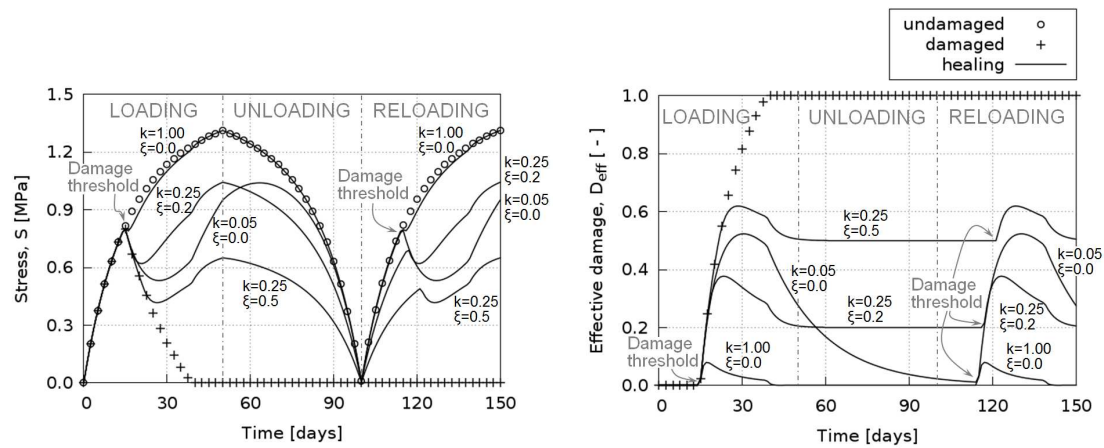 undamaged
damaged
healing
1.5
1.2
0.9
0.6
0.3
0.0
Stress, S [MPa]
LOADING
UNLOADING
RELOADING
k=1.00
ξ=0.0
Damage
threshold
k=0.25
ξ=0.2
k=0.05
ξ=0.0
k=0.25
ξ=0.5
k=1.00
ξ=0.0
Damage
threshold
k=0.25
ξ=0.2
k=0.05
ξ=0.0
k=0.25
ξ=0.5
0 30 60 90 120 150
Time [days]
1.0
0.8
0.6
0.4
0.2
0.0
Effective damage, Deff [ - ]
LOADING
UNLOADING
RELOADING
k=0.25
ξ=0.5
k=0.05
ξ=0.0
k=0.25
ξ=0.2
Damage
threshold
k=1.00
ξ=0.0
Damage
threshold
k=0.05
ξ=0.0
k=0.25
ξ=0.2
k=1.00
ξ=0.0
0 30 60 90 120 150
Time [days]